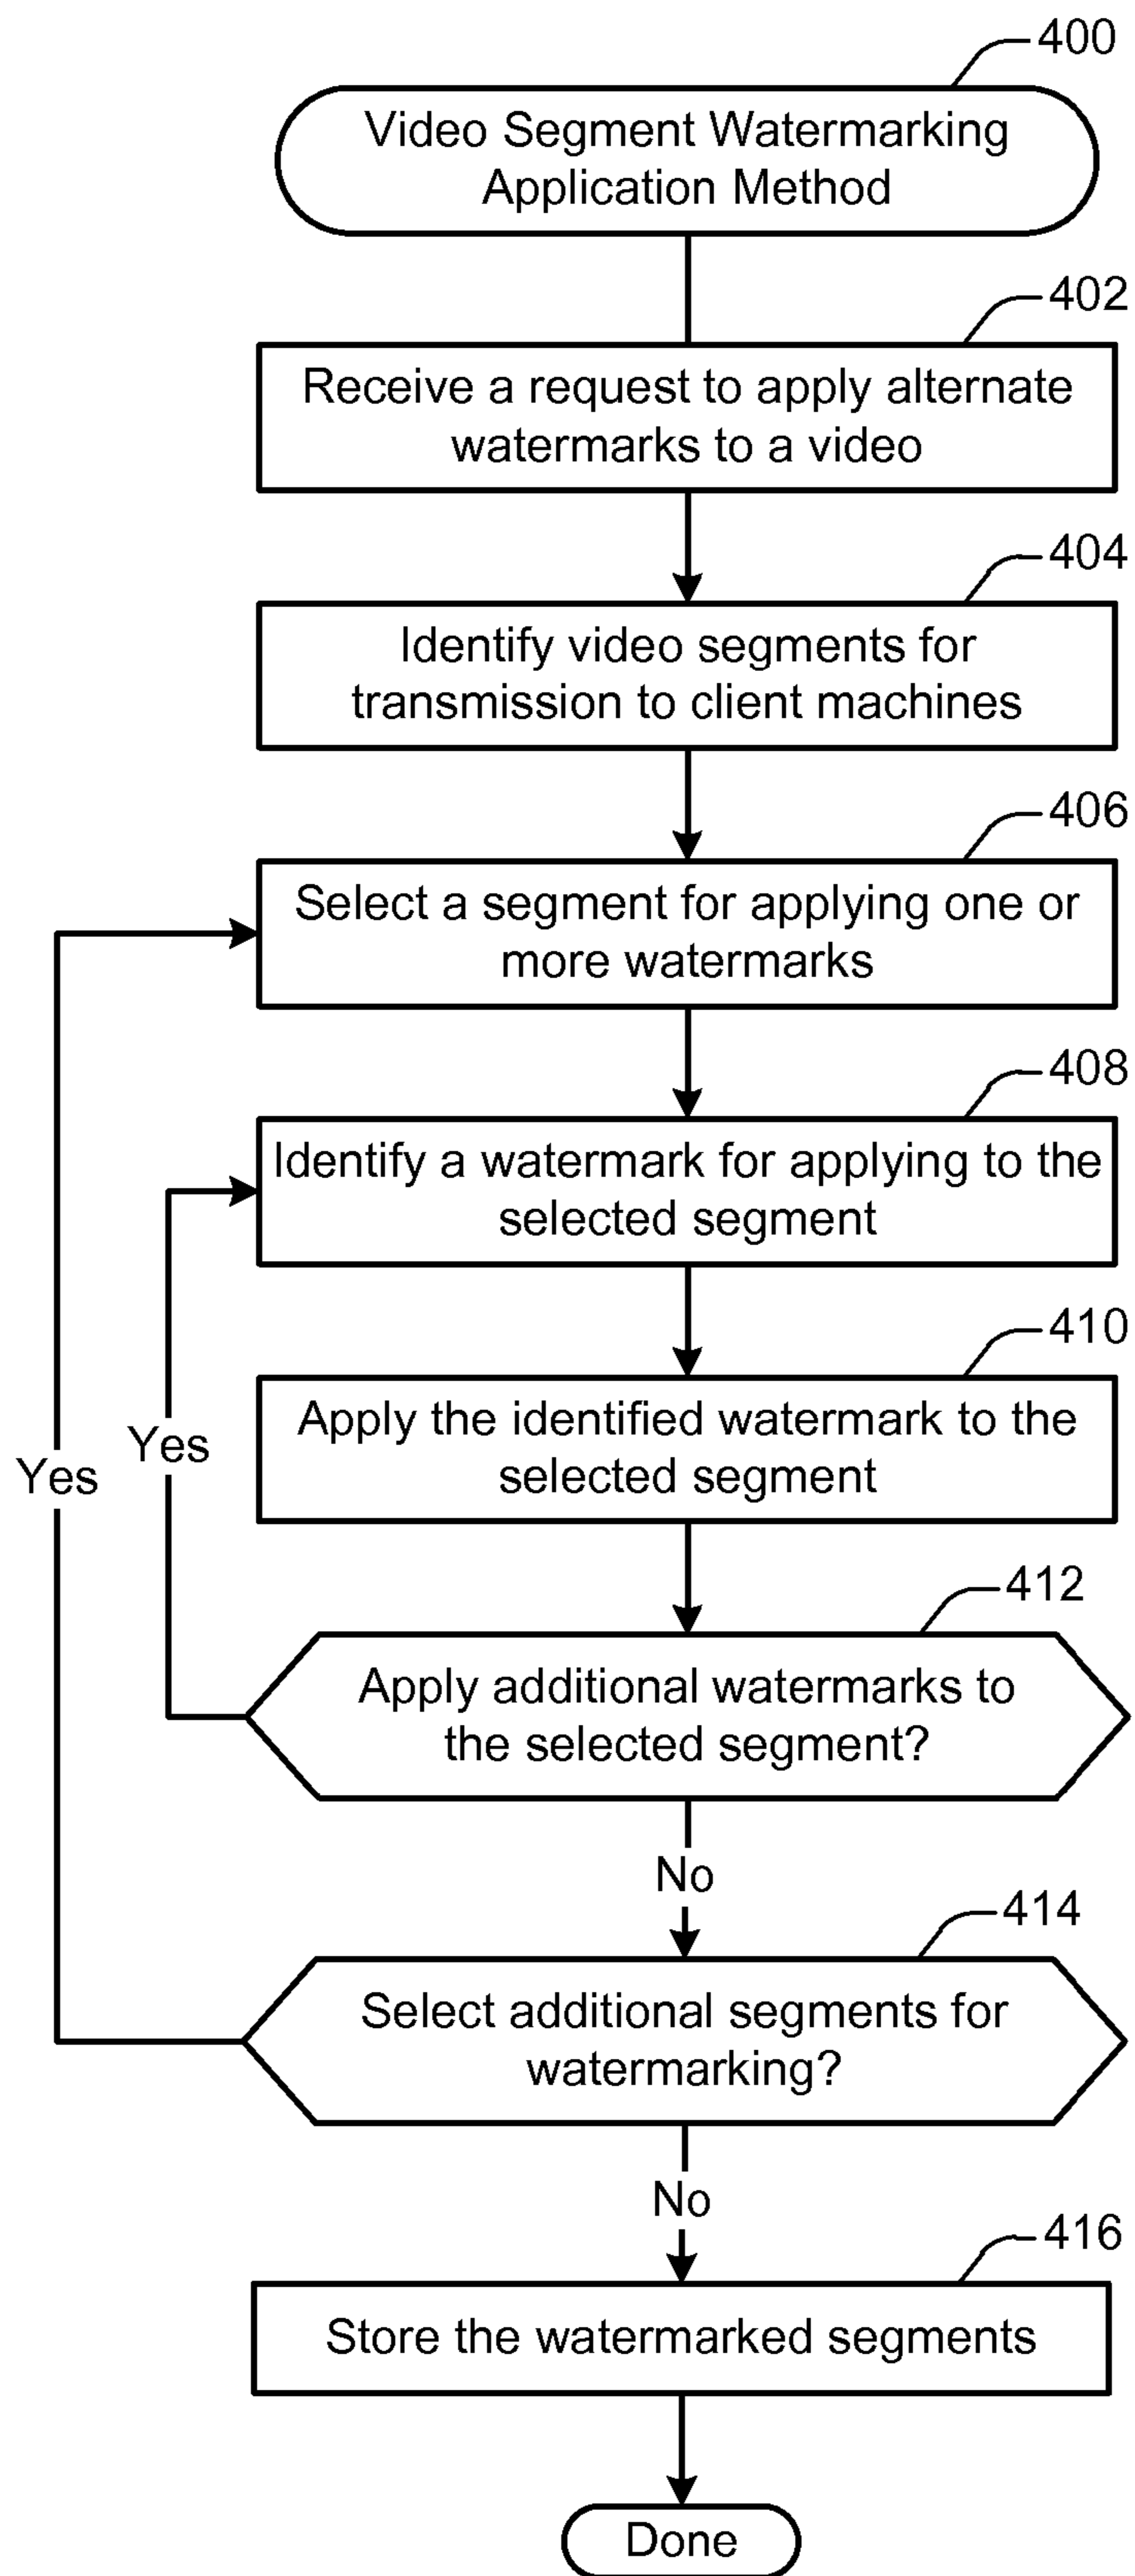 400
Video Segment Watermarking
Application Method
402
Receive a request to apply alternate
watermarks to a video
404
Identify video segments for
transmission to client machines
406
Select a segment for applying one or
more watermarks
408
Identify a watermark for applying to the
selected segment
410
Apply the identified watermark to the
selected segment
Yes
Yes
412
Apply additional watermarks to
the selected segment?
No
414
Select additional segments for
watermarking?
No
416
Store the watermarked segments
Done